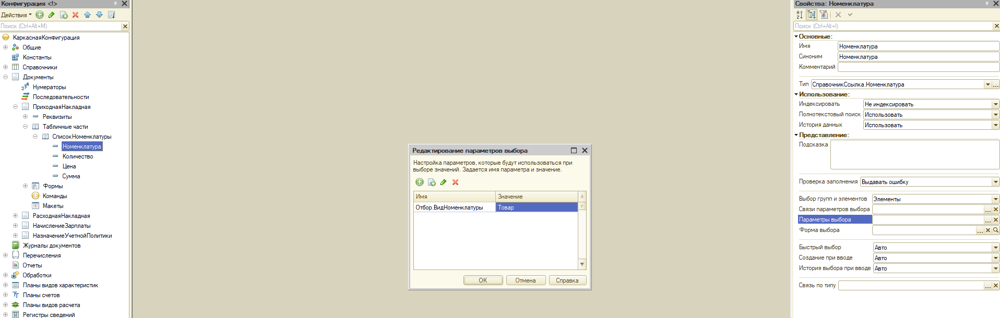 Конфигурация <!>
Действия
Поиск (Ctrl+Alt+M)
КаркаснаяКонфигурация
Общие
Константы
Справочники
Документы
Нумераторы
Последовательности
ПриходнаяНакладная
Реквизиты
Табличные части
СписокНоменклатуры
Номенклатура
Количество
Цена
Сумма
Формы
Команды
Макеты
РасходнаяНакладная
НачислениеЗарплаты
НазначениеУчетнойПолитики
Журналы документов
Перечисления
Отчеты
Обработки
Планы видов характеристик
Планы счетов
Планы видов расчета
Регистры сведений
Редактирование параметров выбора
Настройка параметров, которые будут использоваться при
выборе значений. Задается имя параметра и значение.
Имя Значение
Отбор.ВидНоменклатуры Товар
OK Отмена Справка
Свойства: Номенклатура
Поиск (Ctrl+Alt+I)
Основные:
Имя Номенклатура
Синоним Номенклатура
Комментарий
Тип СправочникСсылка.Номенклатура
Использование:
Индексировать Не индексировать
Полнотекстовый поиск Использовать
История данных Использовать
Представление:
Подсказка
Проверка заполнения Выдавать ошибку
Выбор групп и элементов Элементы
Связи параметров выбора
Параметры выбора
Форма выбора
Быстрый выбор Авто
Создание при вводе Авто
История выбора при вводе Авто
Связь по типу